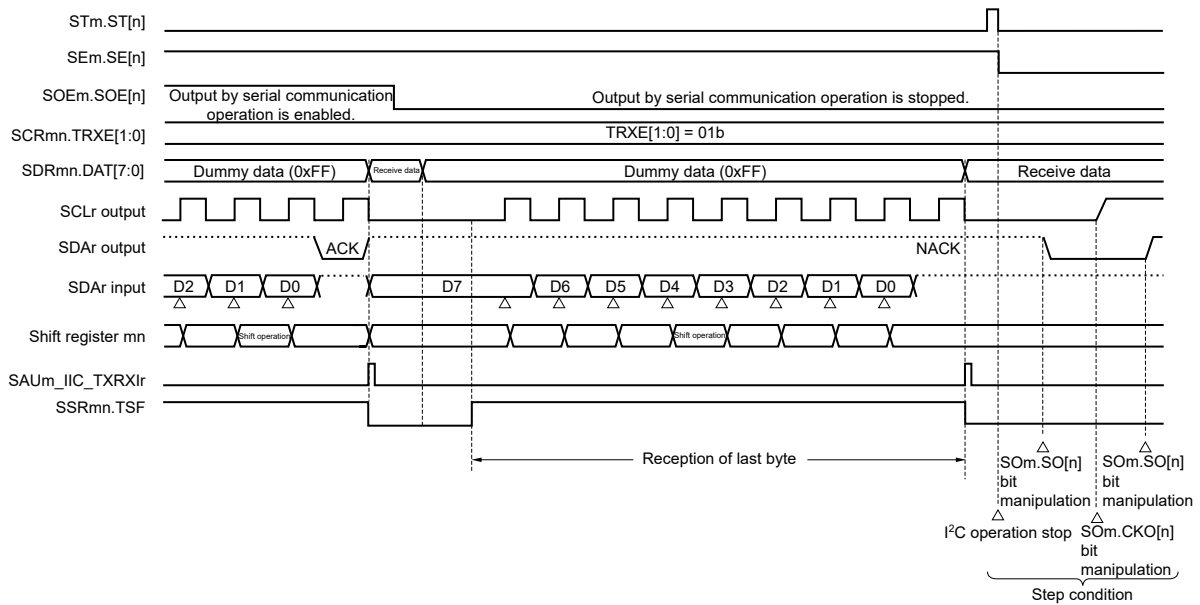 STm.ST[n]
SEm.SE[n]
SOEm.SOE[n]
Output by serial communication
operation is enabled.
Output by serial communication operation is stopped.
SCRmn.TRXE[1:0]
TRXE[1:0] = 01b
SDRmn.DAT[7:0]
Dummy data (0xFF)
Receive data
Dummy data (0xFF)
Receive data
SCLr output
SDAr output
ACK
NACK
SDAr input
D2 D1 D0 D7 D6 D5 D4 D3 D2 D1 D0
Shift register mn
Shift operation
Shift operation
SAUm_IIC_TXRXIr
SSRmn.TSF
Reception of last byte
SOm.SO[n]
bit
manipulation
SOm.SO[n]
bit
manipulation
I²C operation stop
SOm.CKO[n]
bit
manipulation
Step condition